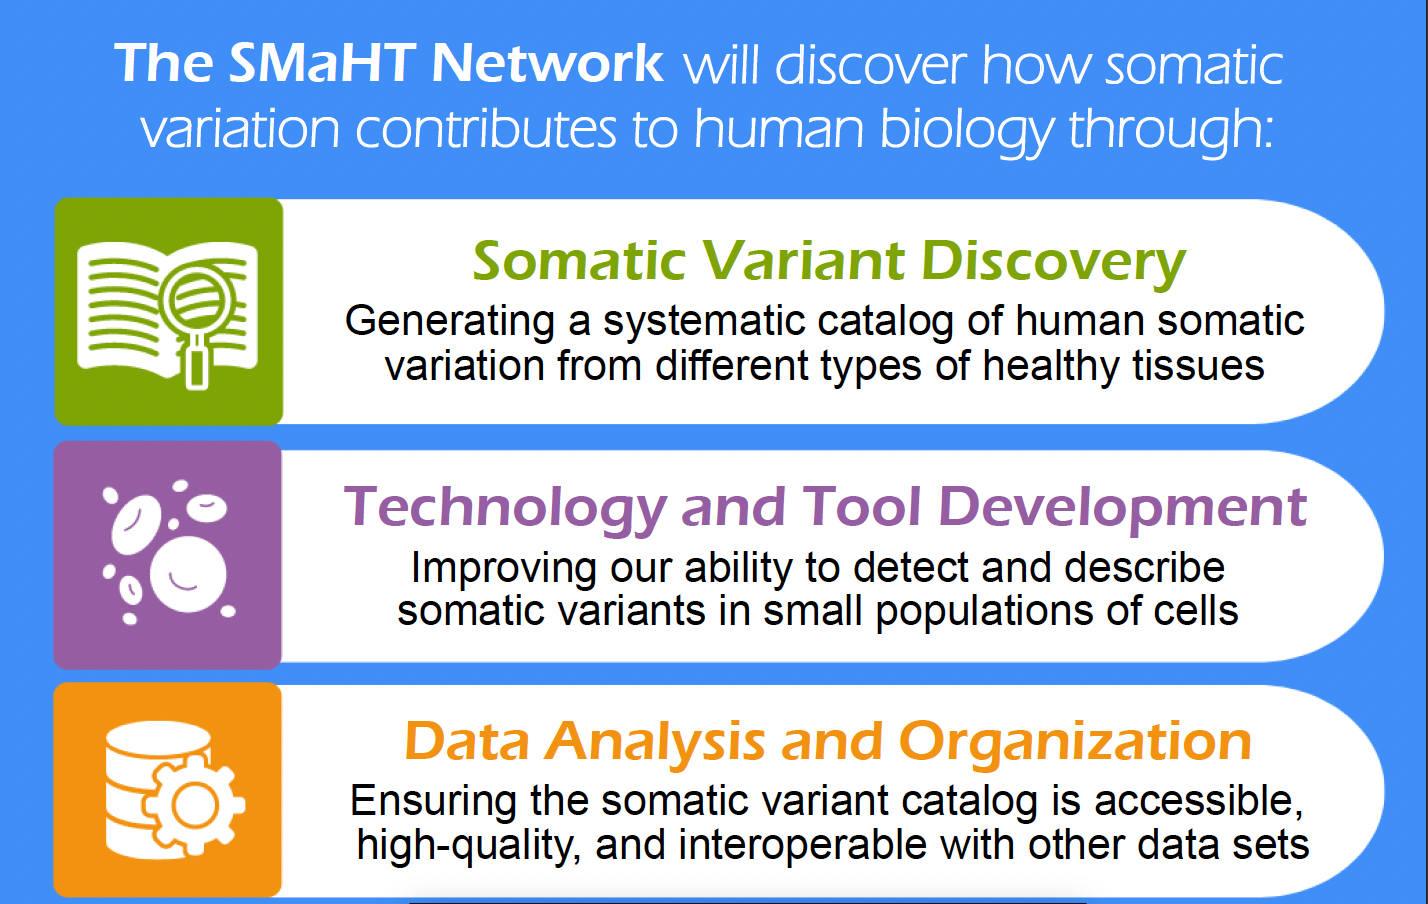 The SMaHT Network will discover how somatic
variation contributes to human biology through:
Somatic Variant Discovery
Generating a systematic catalog of human somatic
variation from different types of healthy tissues
Technology and Tool Development
Improving our ability to detect and describe
somatic variants in small populations of cells
Data Analysis and Organization
Ensuring the somatic variant catalog is accessible,
high-quality, and interoperable with other data sets